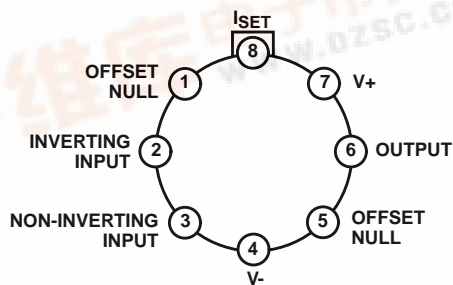 ISET
8
OFFSET
NULL
1
7
V+
INVERTING
INPUT
2
6
OUTPUT
NON-INVERTING
INPUT
3
5
OFFSET
NULL
4
V-